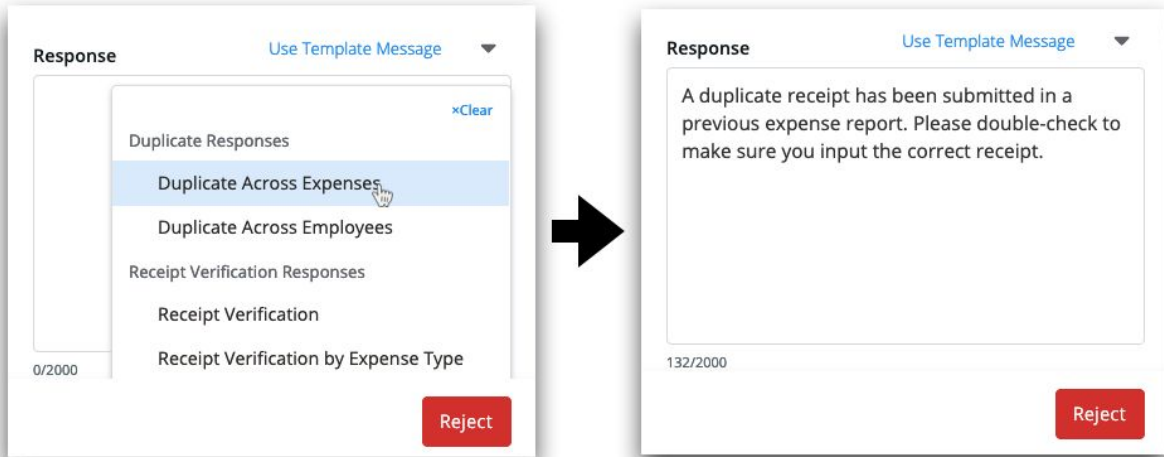 Response
Use Template Message
×Clear
Duplicate Responses
Duplicate Across Expenses
Duplicate Across Employees
Receipt Verification Responses
Receipt Verification
Receipt Verification by Expense Type
0/2000
Reject
Response
Use Template Message
A duplicate receipt has been submitted in a
previous expense report. Please double-check to
make sure you input the correct receipt.
132/2000
Reject